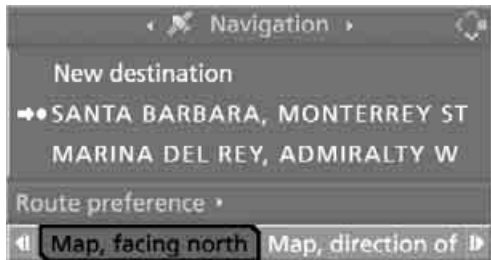 Navigation
New destination
SANTA BARBARA, MONTERREY ST
MARINA DEL REY, ADMIRALTY W
Route preference
Map, facing north Map, direction of